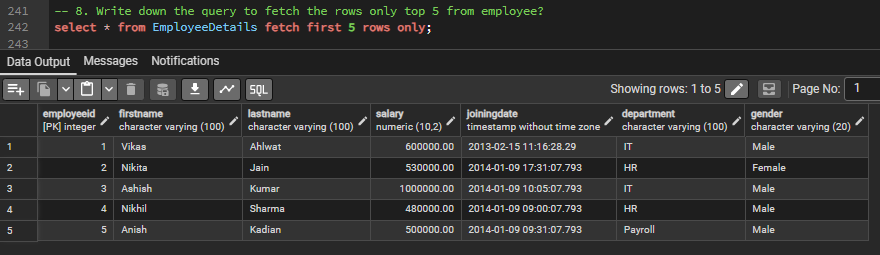 241 -- 8. Write down the query to fetch the rows only top 5 from employee?
242 select * from EmployeeDetails fetch first 5 rows only;
243
Data Output Messages Notifications
SQL Showing rows: 1 to 5 Page No: 1
employeeid firstname lastname salary joiningdate department gender
[PK] integer character varying (100) character varying (100) numeric (10,2) timestamp without time zone character varying (100) character varying (20)
1 1 Vikas Ahlwat 600000.00 2013-02-15 11:16:28.29 IT Male
2 2 Nikita Jain 530000.00 2014-01-09 17:31:07.793 HR Female
3 3 Ashish Kumar 1000000.00 2014-01-09 10:05:07.793 IT Male
4 4 Nikhil Sharma 480000.00 2014-01-09 09:00:07.793 HR Male
5 5 Anish Kadian 500000.00 2014-01-09 09:31:07.793 Payroll Male